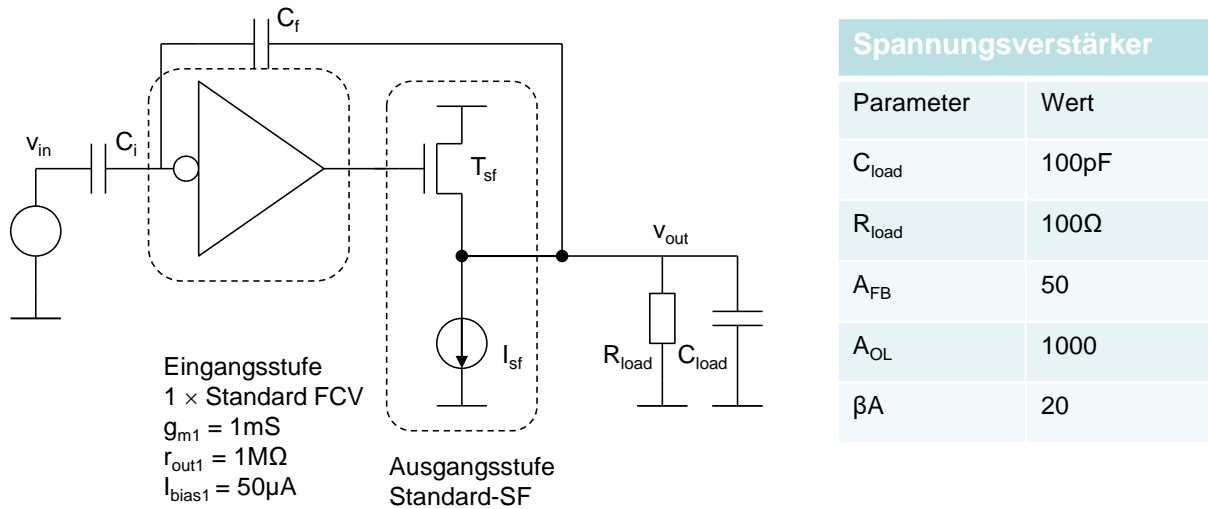 C_f
v_in
C_i
T_sf
v_out
I_sf
R_load
C_load
Eingangsstufe
1 × Standard FCV
g_m1 = 1mS
r_out1 = 1MΩ
I_bias1 = 50µA
Ausgangsstufe
Standard-SF
Spannungsverstärker
Parameter Wert
C_load 100pF
R_load 100Ω
A_FB 50
A_OL 1000
βA 20